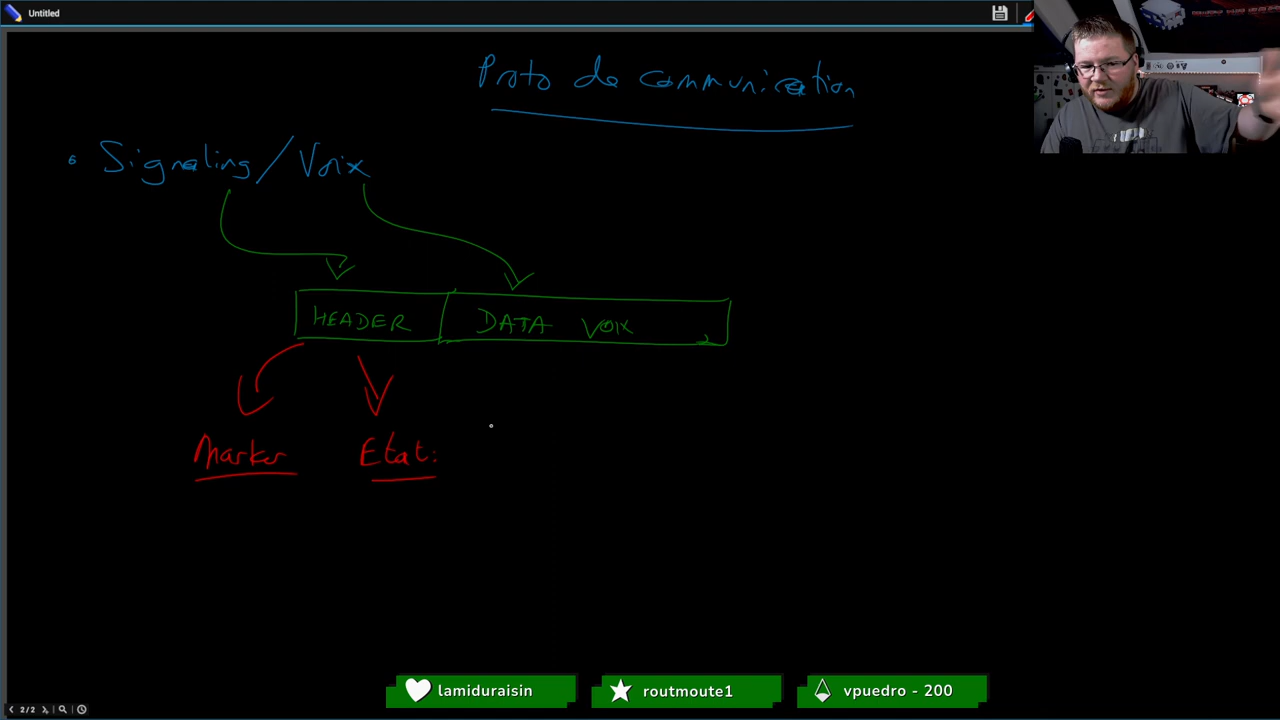 Untitled
Proto de communication
Signaling / Voix
HEADER DATA VOIX
Marker Etat:
2/2
lamiduraisin routmoute1 vpuedro - 200